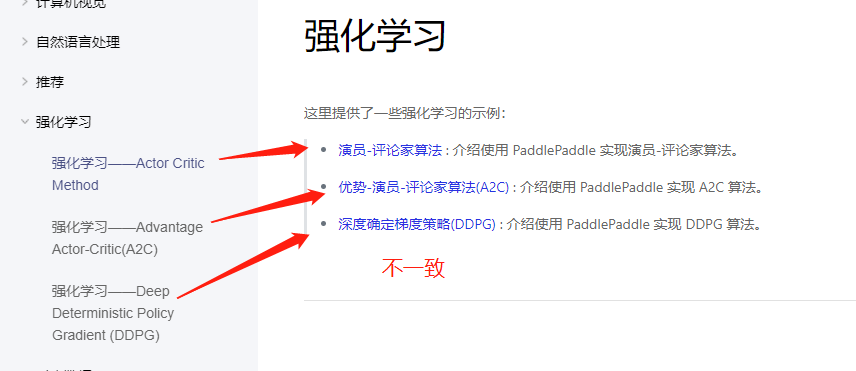 计算机视觉
自然语言处理
推荐
强化学习
强化学习——Actor Critic
Method
强化学习——Advantage
Actor-Critic(A2C)
强化学习——Deep
Deterministic Policy
Gradient (DDPG)
强化学习
这里提供了一些强化学习的示例：
演员-评论家算法 : 介绍使用 PaddlePaddle 实现演员-评论家算法。
优势-演员-评论家算法(A2C) : 介绍使用 PaddlePaddle 实现 A2C 算法。
深度确定梯度策略(DDPG) : 介绍使用 PaddlePaddle 实现 DDPG 算法。
不一致